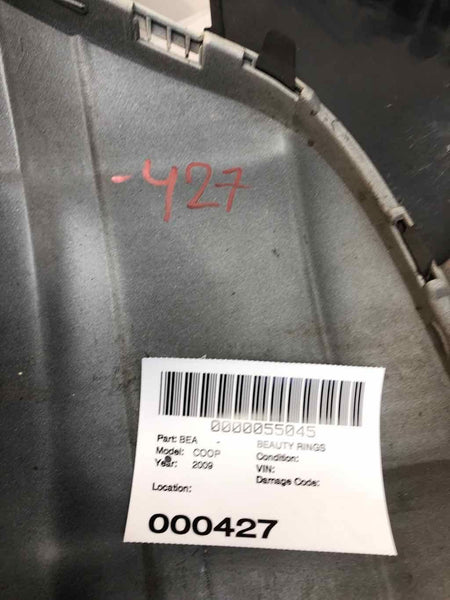 -427
0000055045
Part: BEA - BEAUTY RINGS
Model: COOP Condition:
Year: 2009 VIN:
Damage Code:
Location:
000427